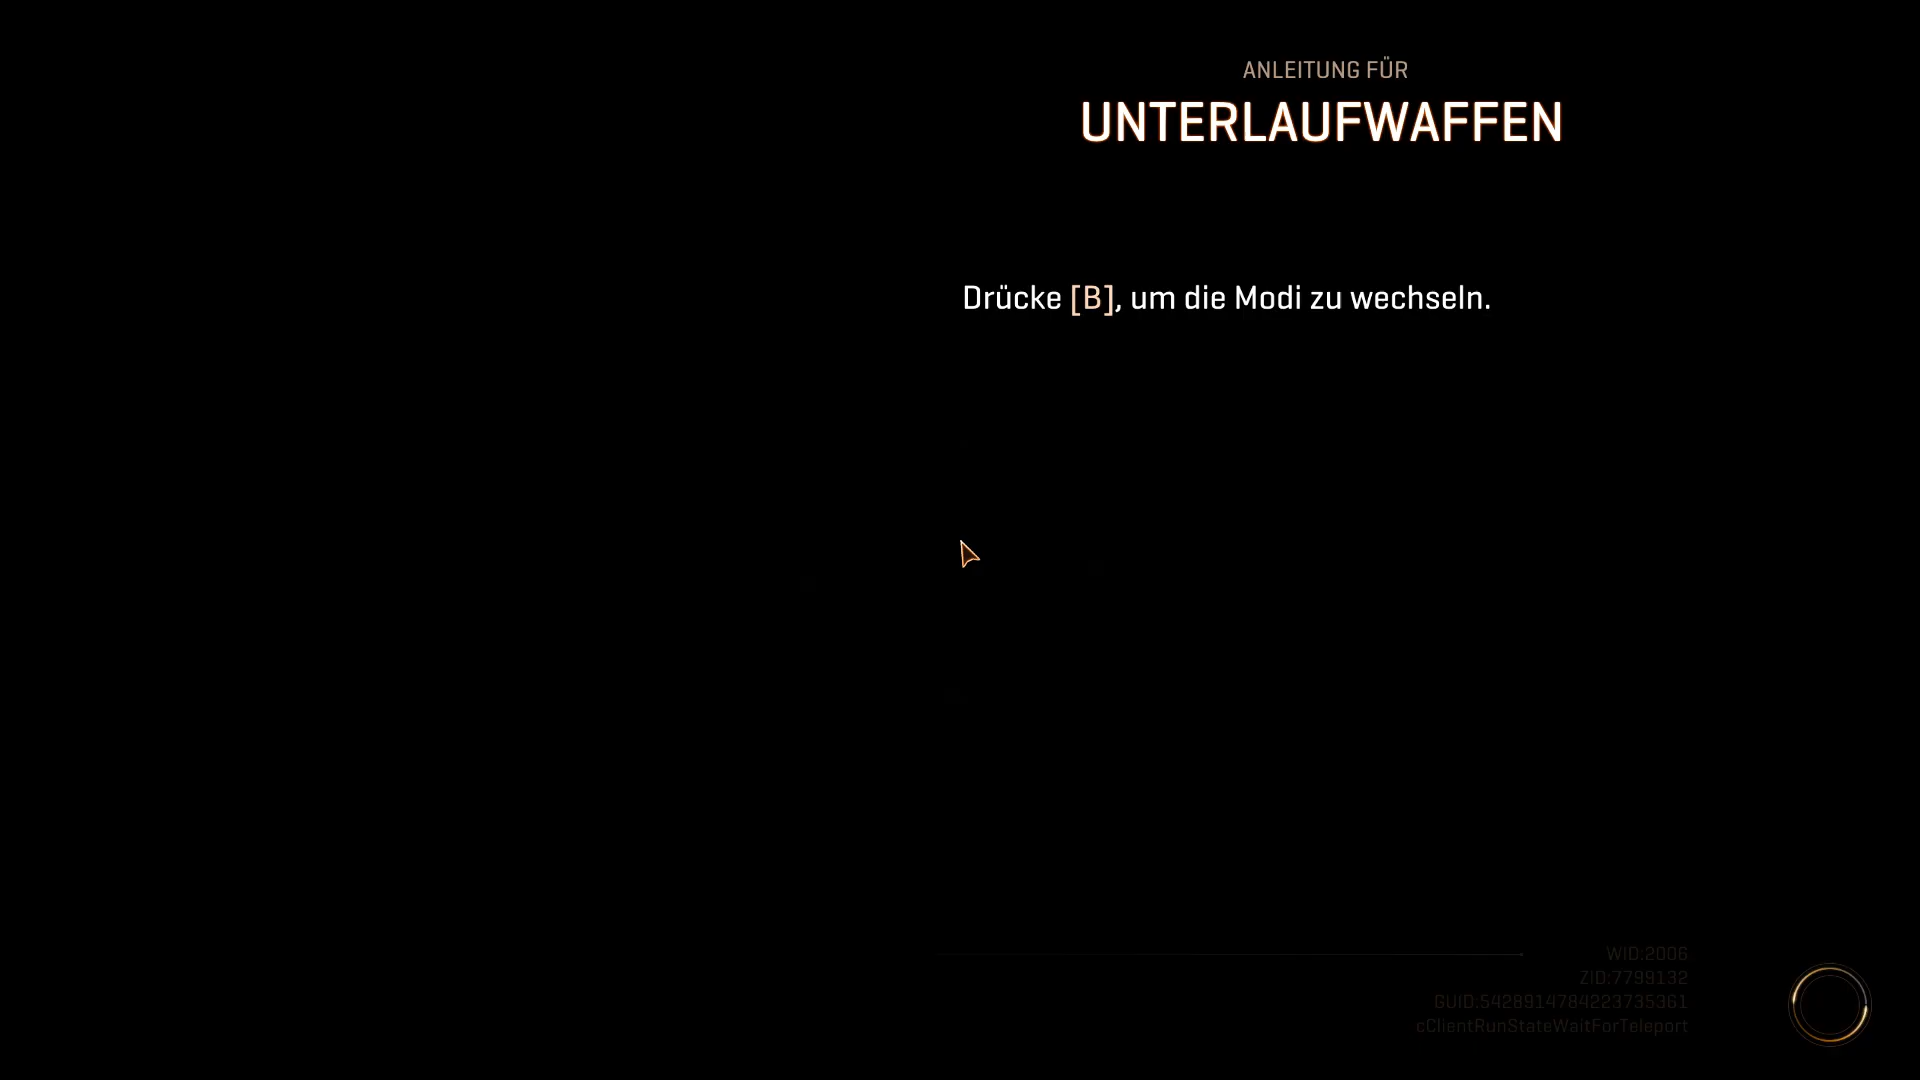 ANLEITUNG FÜR
UNTERLAUFWAFFEN
Drücke [B], um die Modi zu wechseln.
WID:2006
ZID:7799132
GUID:5428914784223735361
cClientRunStateWaitForTeleport